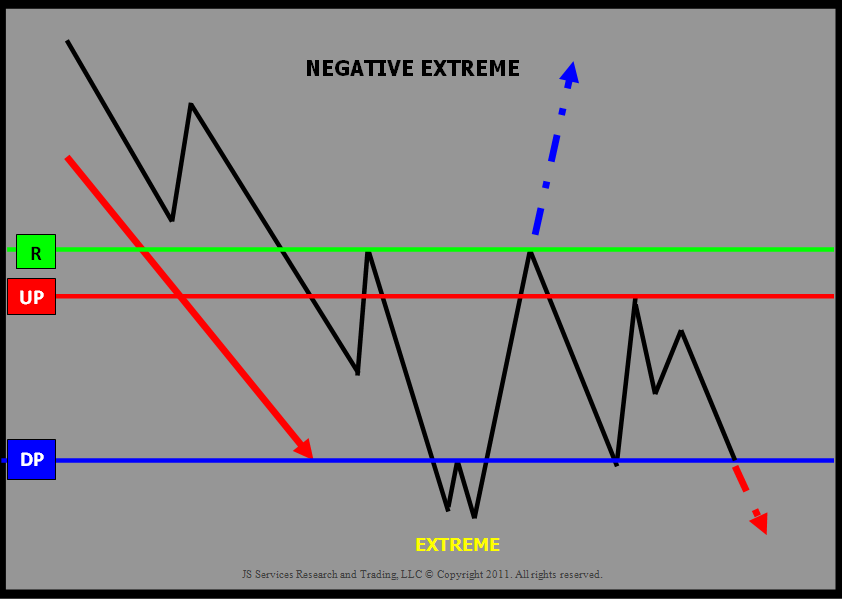 NEGATIVE EXTREME
R
UP
DP
EXTREME
JS Services Research and Trading, LLC © Copyright 2011. All rights reserved.